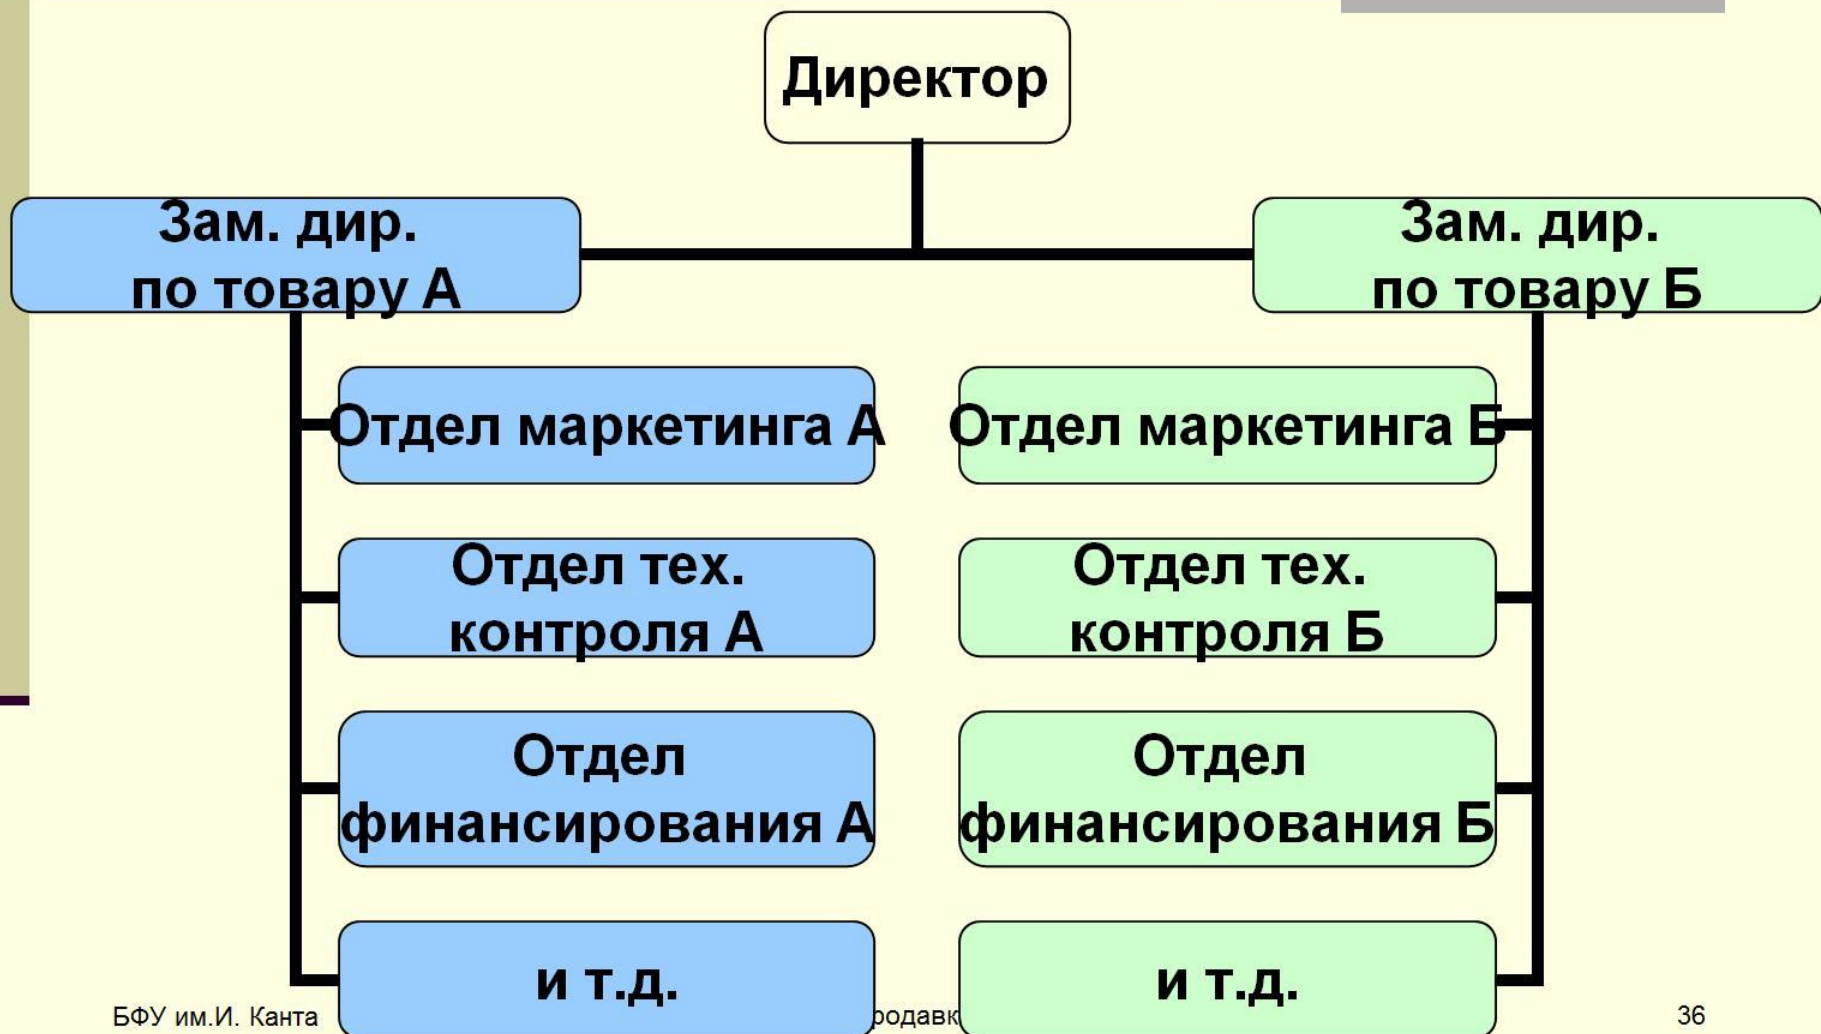 Директор
Зам. дир.
по товару А
Зам. дир.
по товару Б
Отдел маркетинга А
Отдел маркетинга Б
Отдел тех.
контроля А
Отдел тех.
контроля Б
Отдел
финансирования А
Отдел
финансирования Б
и т.д.
и т.д.
БФУ им.И. Канта
36